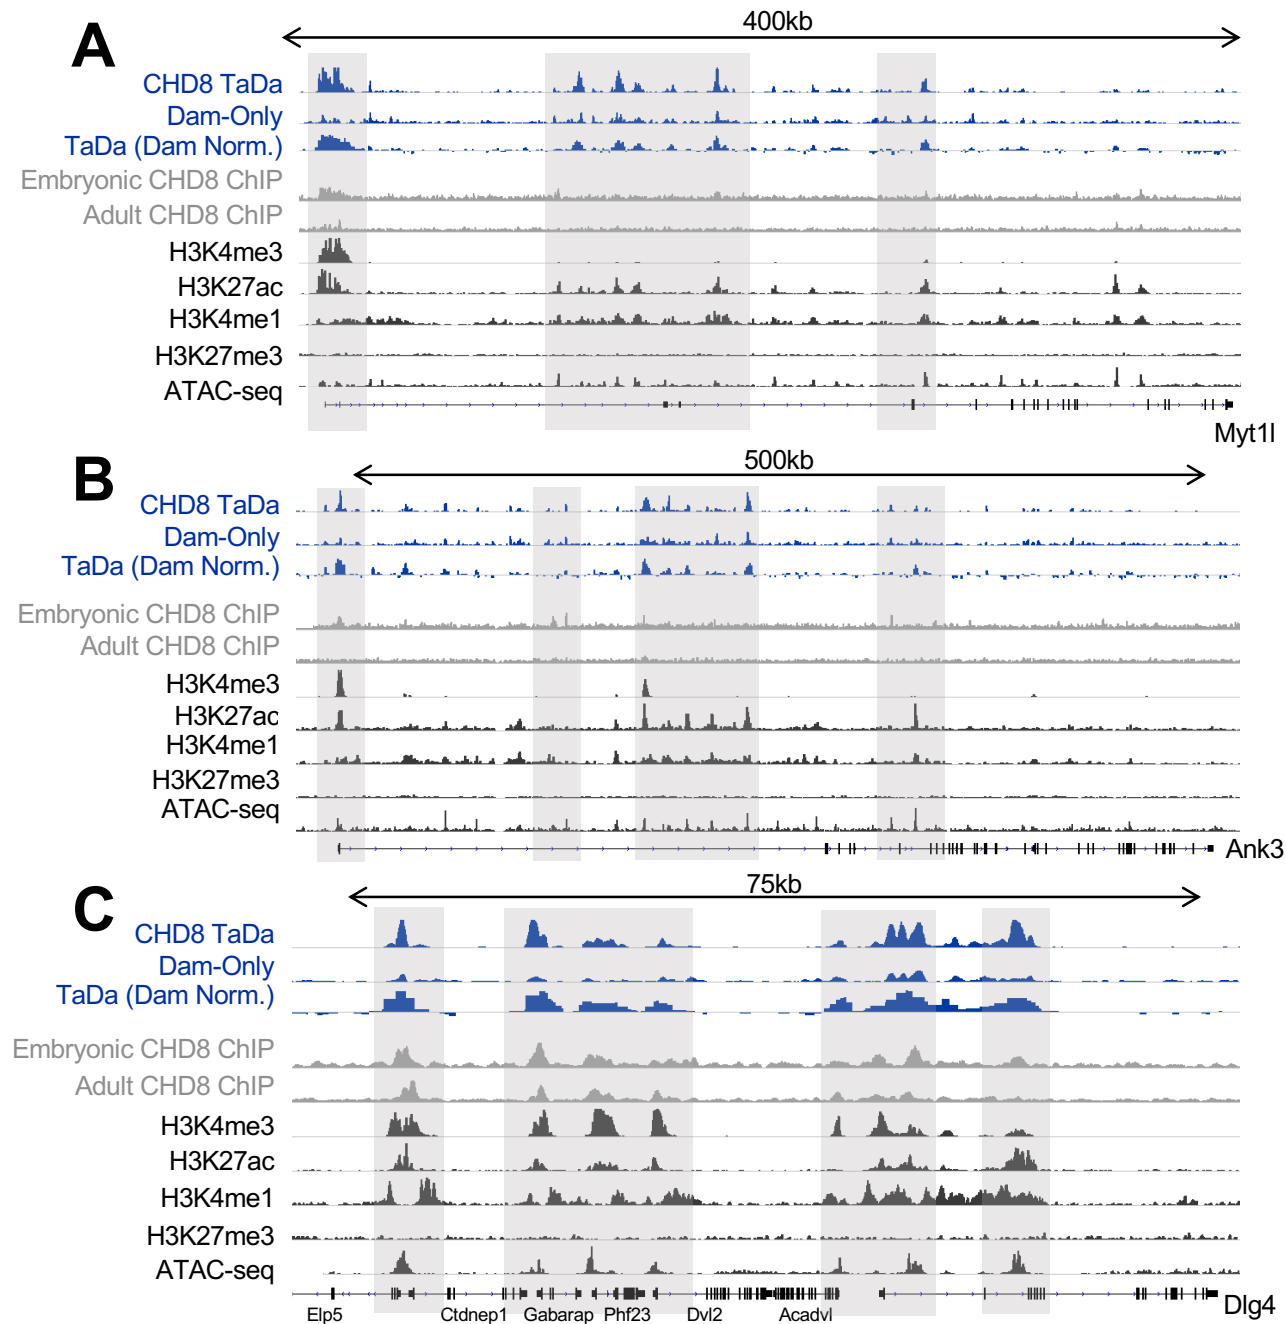 A
400kb
CHD8 TaDa
Dam-Only
TaDa (Dam Norm.)
Embryonic CHD8 ChIP
Adult CHD8 ChIP
H3K4me3
H3K27ac
H3K4me1
H3K27me3
ATAC-seq
Myt1l
B
500kb
CHD8 TaDa
Dam-Only
TaDa (Dam Norm.)
Embryonic CHD8 ChIP
Adult CHD8 ChIP
H3K4me3
H3K27ac
H3K4me1
H3K27me3
ATAC-seq
Ank3
C
75kb
CHD8 TaDa
Dam-Only
TaDa (Dam Norm.)
Embryonic CHD8 ChIP
Adult CHD8 ChIP
H3K4me3
H3K27ac
H3K4me1
H3K27me3
ATAC-seq
Elp5 Ctdnep1 Gabarap Phf23 Dvl2 Acadvl Dlg4